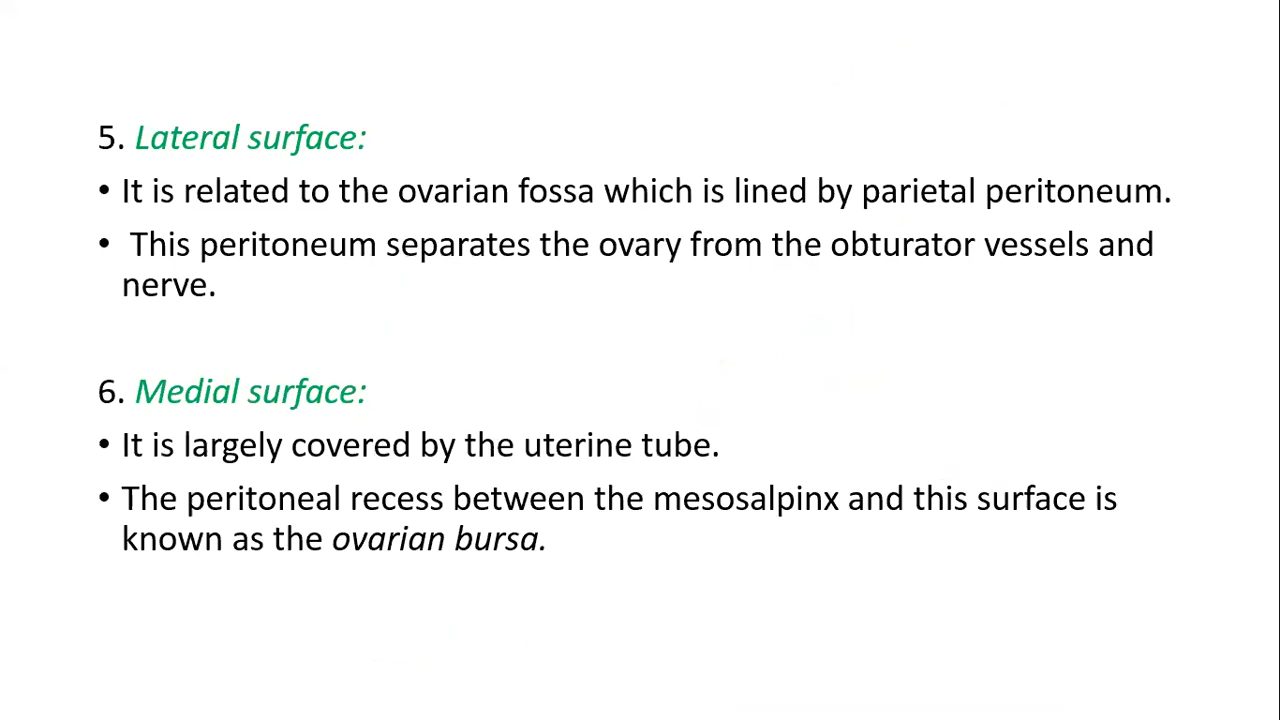 5. Lateral surface:
• It is related to the ovarian fossa which is lined by parietal peritoneum.
• This peritoneum separates the ovary from the obturator vessels and
nerve.
6. Medial surface:
• It is largely covered by the uterine tube.
• The peritoneal recess between the mesosalpinx and this surface is
known as the ovarian bursa.